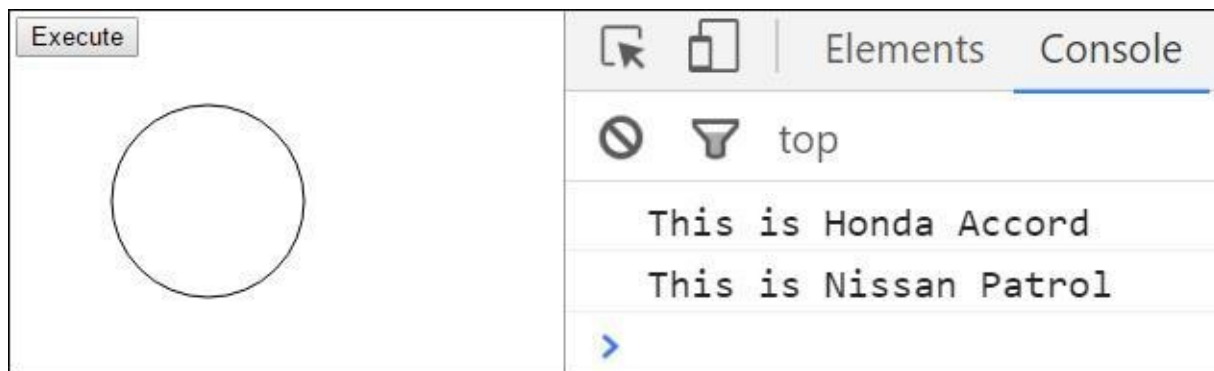 Execute
Elements Console
top
This is Honda Accord
This is Nissan Patrol